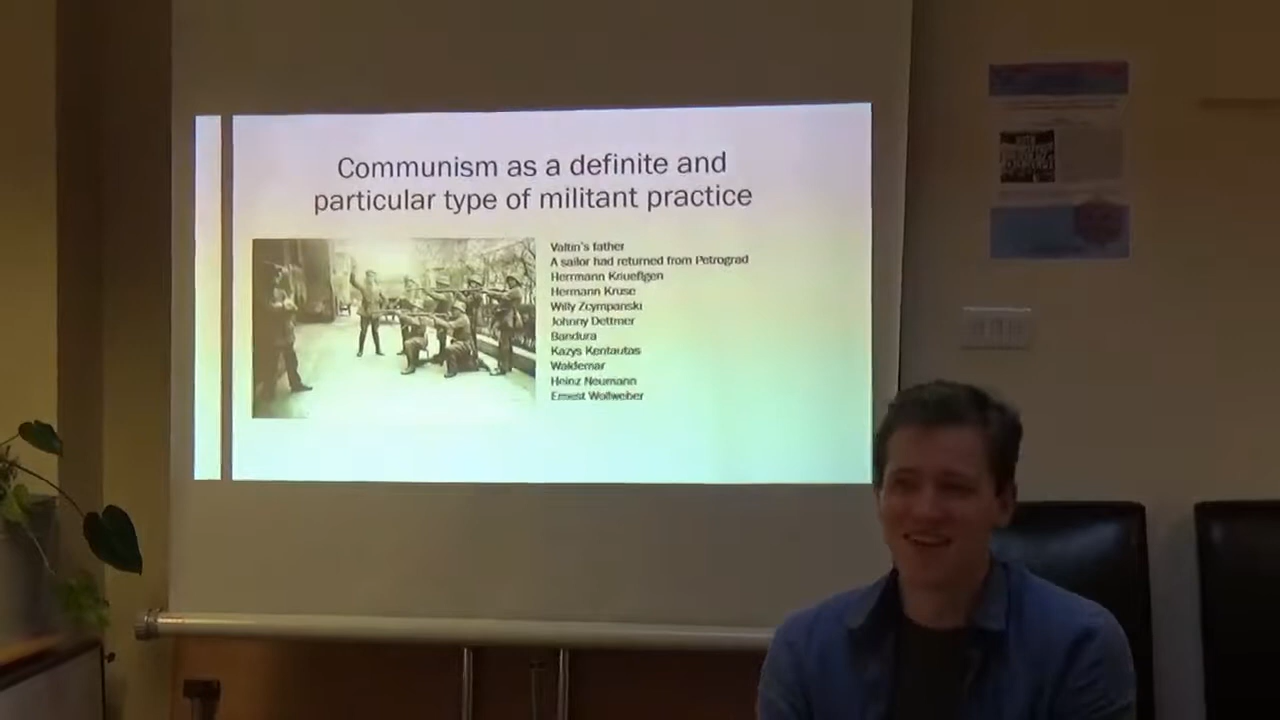 Communism as a definite and
particular type of militant practice
Valtin's father
A sailor had returned from Petrograd
Herrmann Knuefigen
Hermann Kruse
Willy Zcympanski
Johnny Dettmer
Bandura
Kazys Kentautas
Waldemar
Heinz Neumann
Ernest Wollweber